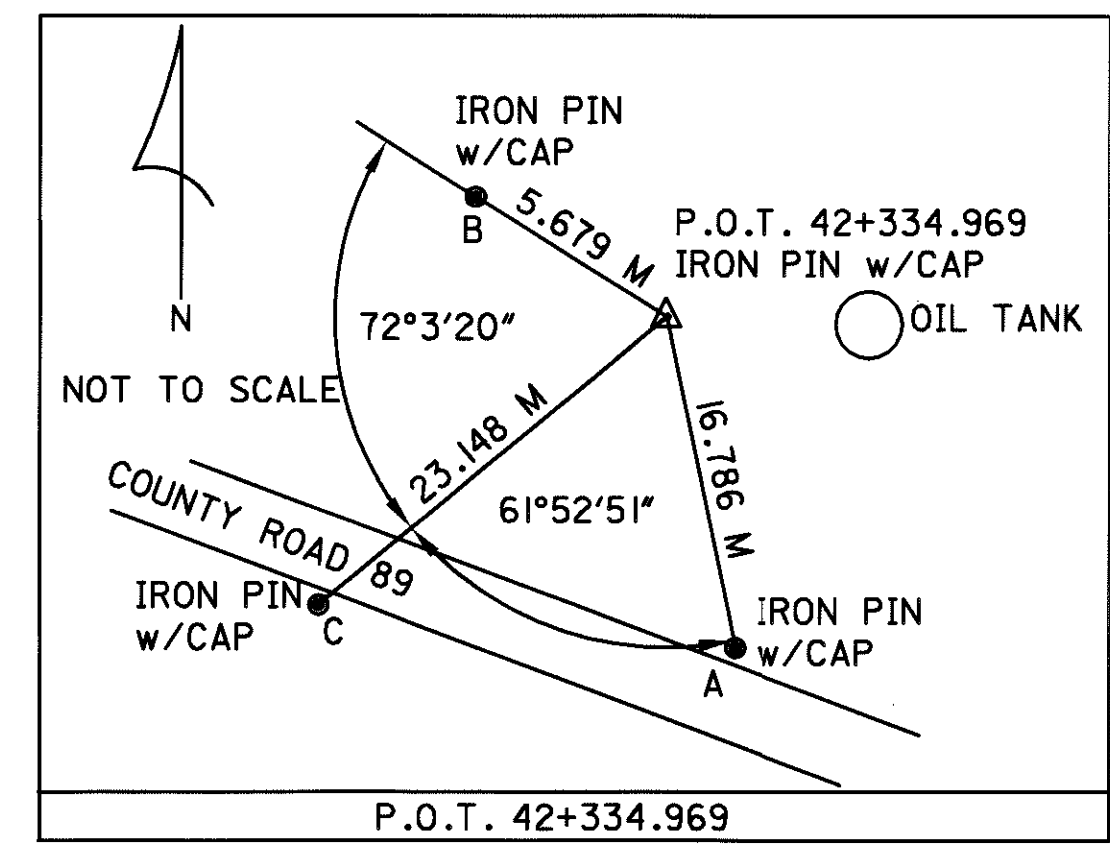 IRON PIN
w/CAP
B
5.679 M
P.O.T. 42+334.969
IRON PIN w/CAP
OIL TANK
N
72°3'20"
NOT TO SCALE
23.148 M
16.786 M
61°52'51"
COUNTY ROAD 89
IRON PIN
w/CAP
C
IRON PIN
w/CAP
A
P.O.T. 42+334.969